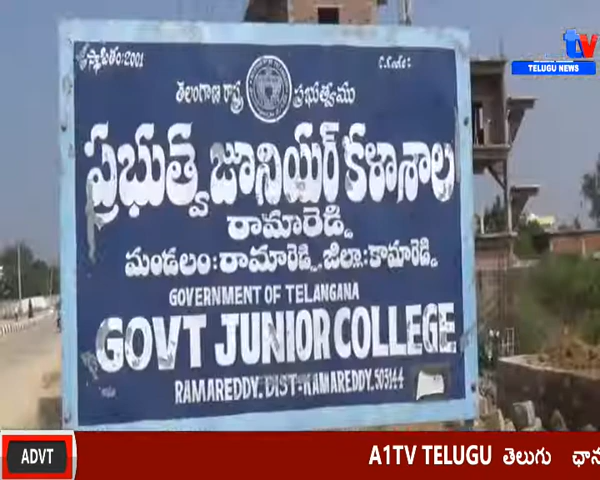 స్థాపితం:2001
తెలంగాణ రాష్ట్ర ప్రభుత్వము
ప్రభుత్వ జూనియర్ కళాశాల
రామారెడ్డి
మండలం:రామారెడ్డి. జిల్లా:కామారెడ్డి.
GOVERNMENT OF TELANGANA
GOVT JUNIOR COLLEGE
RAMAREDDY.DIST-KAMAREDDY.503144
TV
TELUGU NEWS
ADVT
A1TV TELUGU తెలుగు ఛాన